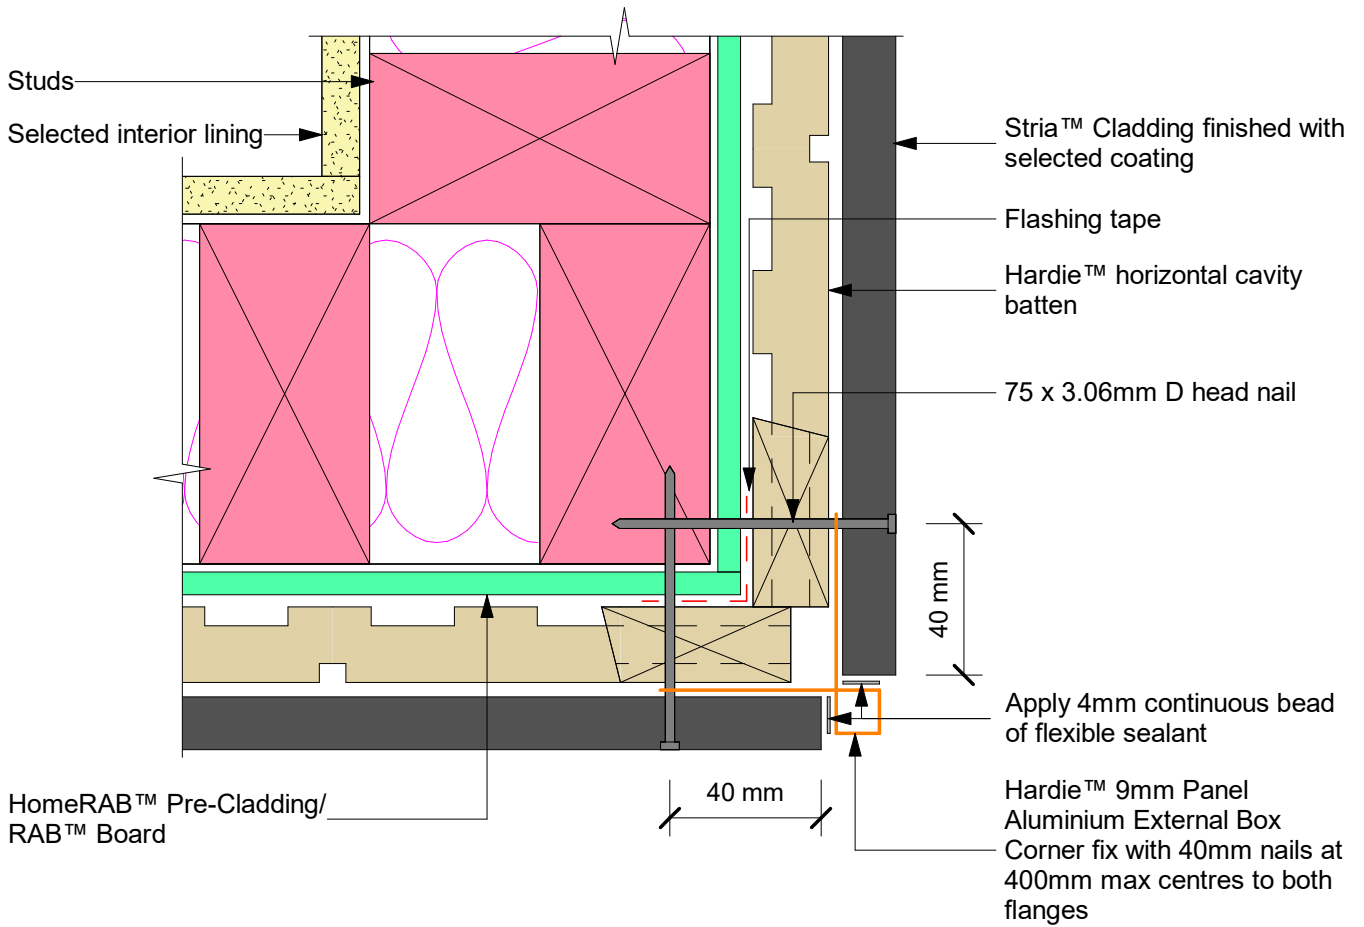 Studs
Selected interior lining
Stria™ Cladding finished with
selected coating
Flashing tape
Hardie™ horizontal cavity
batten
75 x 3.06mm D head nail
40 mm
Apply 4mm continuous bead
of flexible sealant
40 mm
HomeRAB™ Pre-Cladding/
RAB™ Board
Hardie™ 9mm Panel
Aluminium External Box
Corner fix with 40mm nails at
400mm max centres to both
flanges